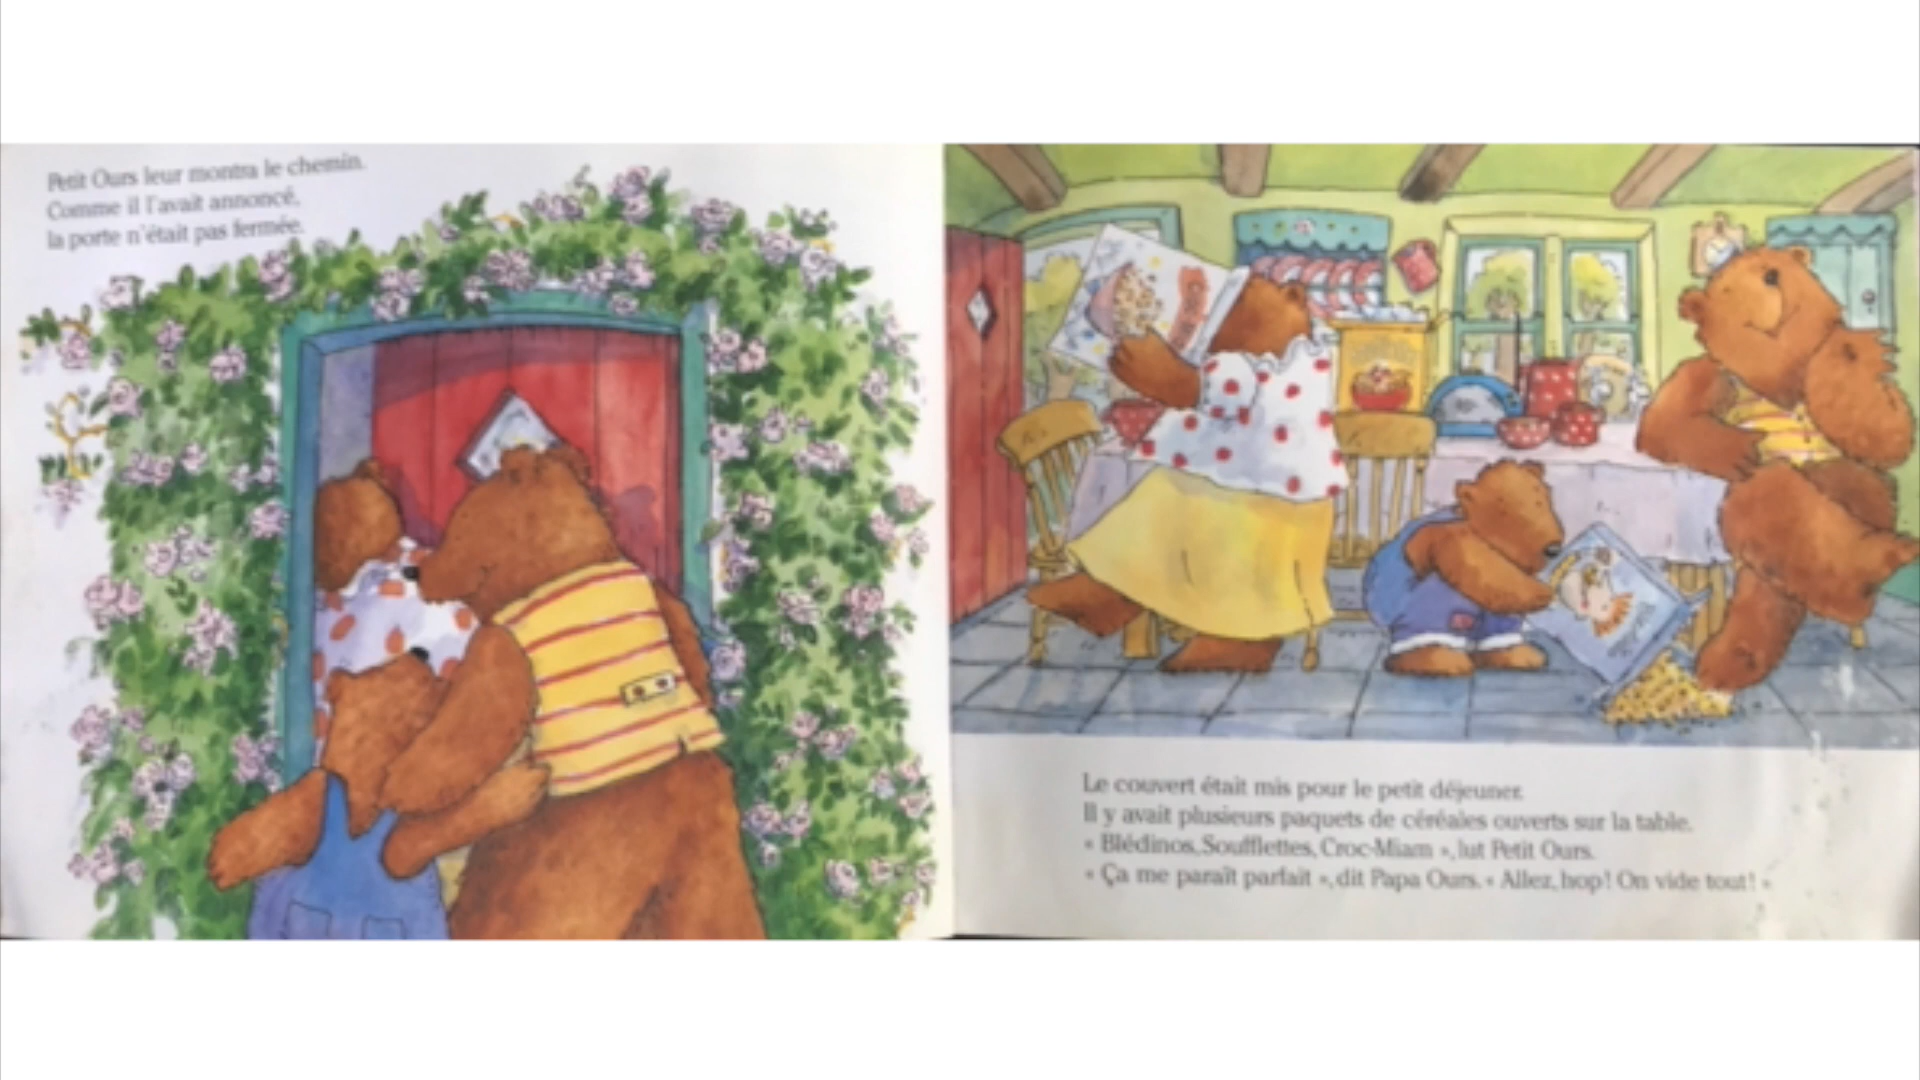 Petit Ours leur montra le chemin.
Comme il l'avait annoncé,
la porte n'était pas fermée.
Le couvert était mis pour le petit déjeuner.
Il y avait plusieurs paquets de céréales ouverts sur la table.
« Blédinos, Soufflettes, Croc-Miam », lut Petit Ours.
« Ça me paraît parfait », dit Papa Ours. « Allez, hop ! On vide tout ! »